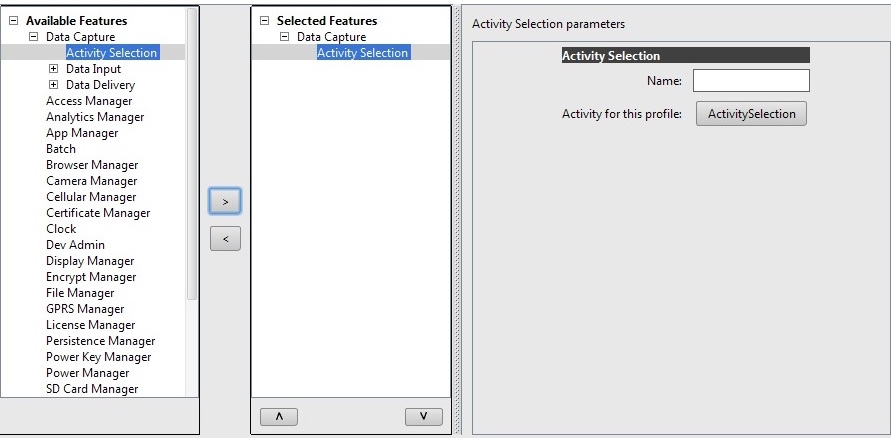 Available Features
Data Capture
Activity Selection
Data Input
Data Delivery
Access Manager
Analytics Manager
App Manager
Batch
Browser Manager
Camera Manager
Cellular Manager
Certificate Manager
Clock
Dev Admin
Display Manager
Encrypt Manager
File Manager
GPRS Manager
License Manager
Persistence Manager
Power Key Manager
Power Manager
SD Card Manager
>
<
Selected Features
Data Capture
Activity Selection
Λ V
Activity Selection parameters
Activity Selection
Name:
Activity for this profile: ActivitySelection